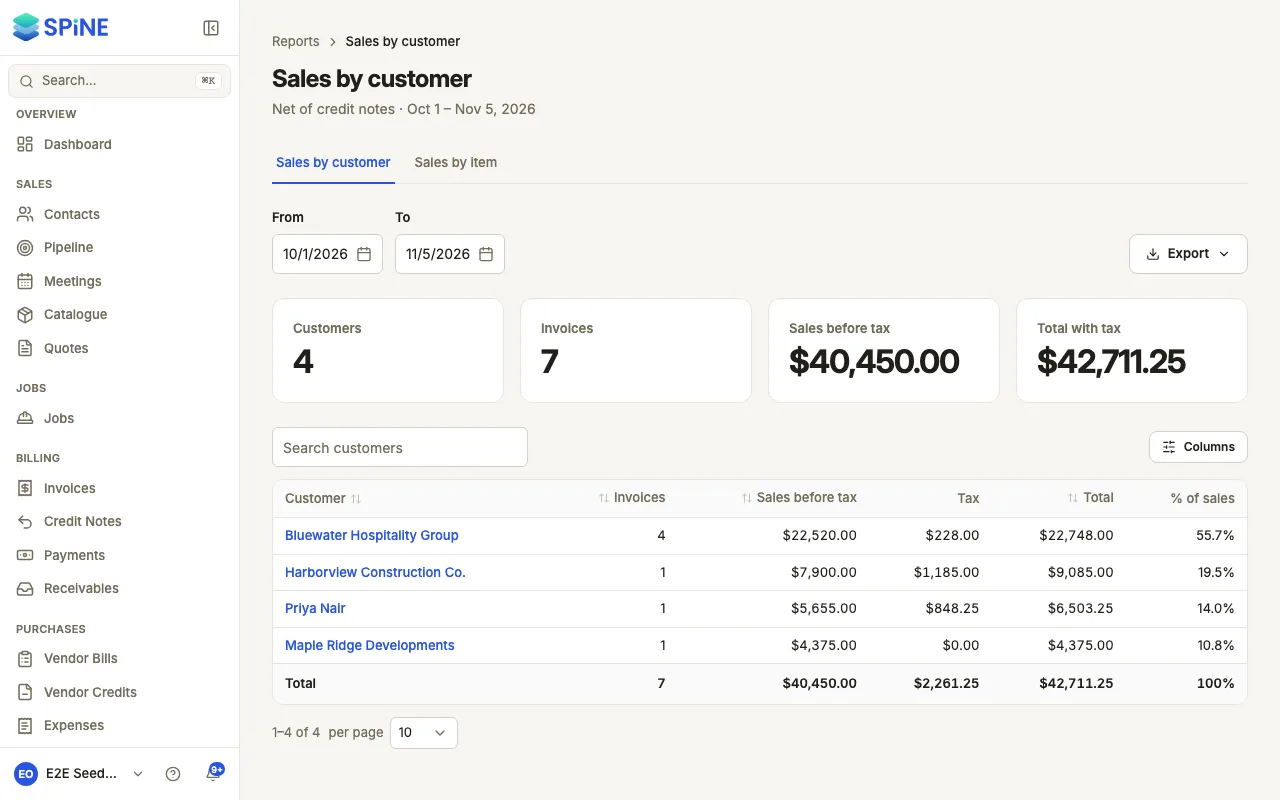 SPiNE
Search...
⌘K
OVERVIEW
Dashboard
SALES
Contacts
Pipeline
Meetings
Catalogue
Quotes
JOBS
Jobs
BILLING
Invoices
Credit Notes
Payments
Receivables
PURCHASES
Vendor Bills
Vendor Credits
Expenses
EO E2E Seed... 9+
Reports > Sales by customer
Sales by customer
Net of credit notes · Oct 1 – Nov 5, 2026
Sales by customer Sales by item
From To
10/1/2026 11/5/2026 Export
Customers Invoices Sales before tax Total with tax
4 7 $40,450.00 $42,711.25
Search customers Columns
Customer Invoices Sales before tax Tax Total % of sales
Bluewater Hospitality Group 4 $22,520.00 $228.00 $22,748.00 55.7%
Harborview Construction Co. 1 $7,900.00 $1,185.00 $9,085.00 19.5%
Priya Nair 1 $5,655.00 $848.25 $6,503.25 14.0%
Maple Ridge Developments 1 $4,375.00 $0.00 $4,375.00 10.8%
Total 7 $40,450.00 $2,261.25 $42,711.25 100%
1–4 of 4 per page 10